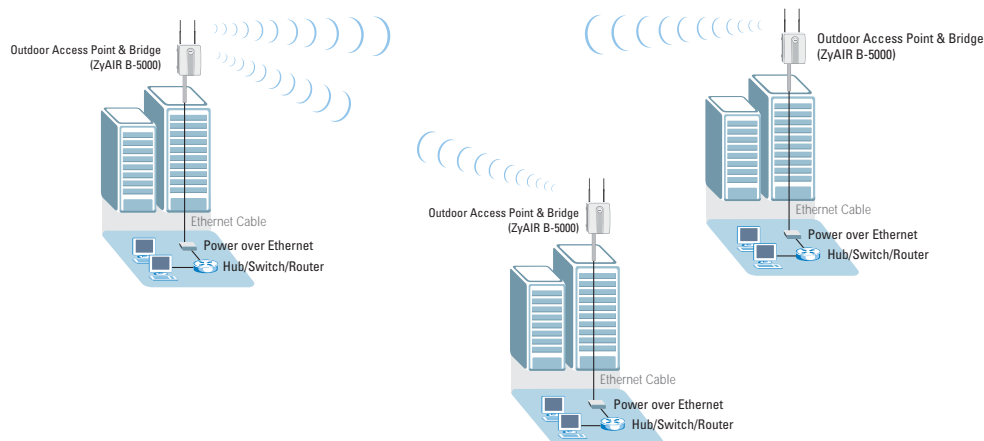 Outdoor Access Point & Bridge
(ZyAIR B-5000)
Ethernet Cable
Power over Ethernet
Hub/Switch/Router
Outdoor Access Point & Bridge
(ZyAIR B-5000)
Ethernet Cable
Power over Ethernet
Hub/Switch/Router
Outdoor Access Point & Bridge
(ZyAIR B-5000)
Ethernet Cable
Power over Ethernet
Hub/Switch/Router